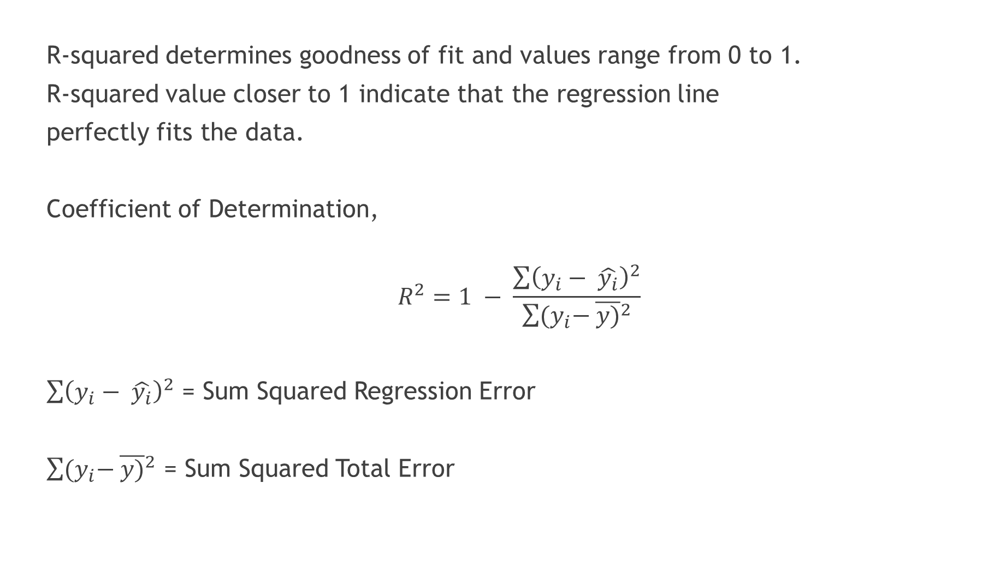 R-squared determines goodness of fit and values range from 0 to 1.
R-squared value closer to 1 indicate that the regression line
perfectly fits the data.
Coefficient of Determination,
$R^2 = 1 - \frac{\sum(y_i - \widehat{y_i})^2}{\sum(y_i - \overline{y)}^2}$
$\sum(y_i - \widehat{y_i})^2$ = Sum Squared Regression Error
$\sum(y_i - \overline{y)}^2$ = Sum Squared Total Error